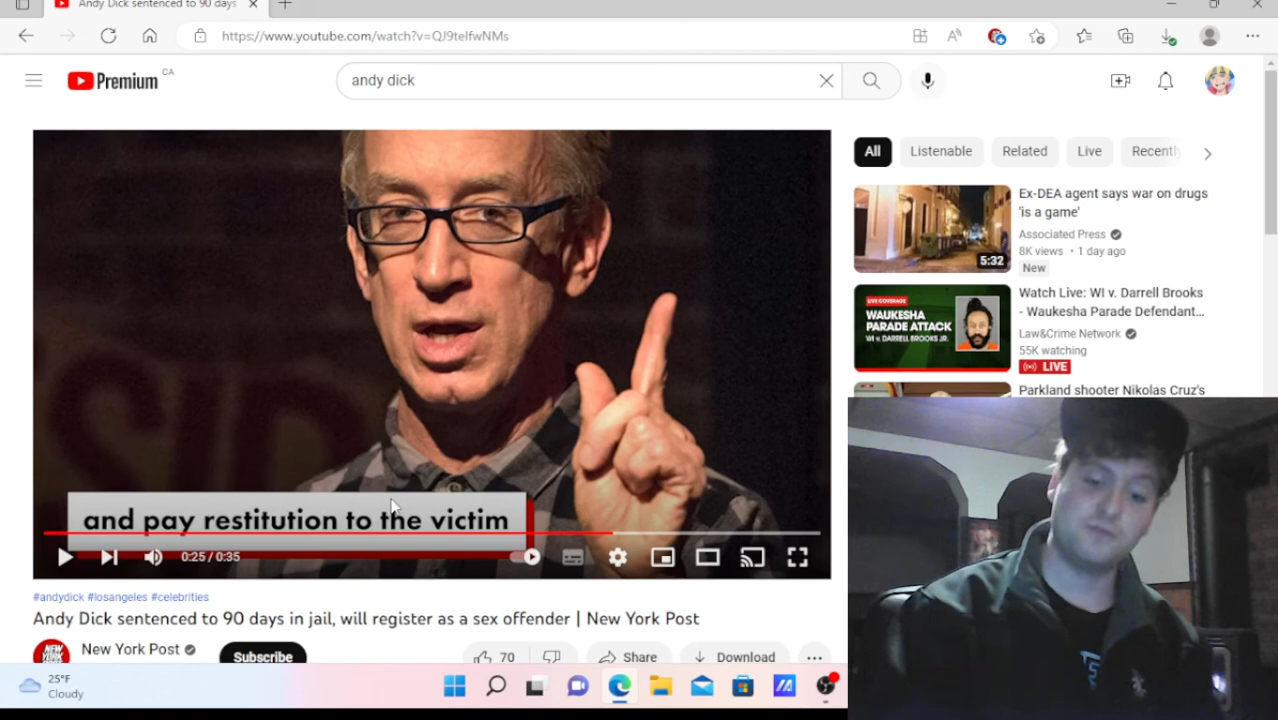 Andy Dick sentenced to 90 days
https://www.youtube.com/watch?v=QJ9teIfwNMs
Premium CA
andy dick
All
Listenable
Related
Live
Recently
and pay restitution to the victim
0:25 / 0:35
#andydick #losangeles #celebrities
Andy Dick sentenced to 90 days in jail, will register as a sex offender | New York Post
New York Post
Subscribe
70
Share
Download
5:32
Ex-DEA agent says war on drugs
'is a game'
Associated Press
8K views • 1 day ago
New
LIVE COVERAGE
WAUKESHA
PARADE ATTACK
WI V. DARRELL BROOKS JR.
Watch Live: WI v. Darrell Brooks
- Waukesha Parade Defendant...
Law&Crime Network
55K watching
LIVE
Parkland shooter Nikolas Cruz's
25°F
Cloudy